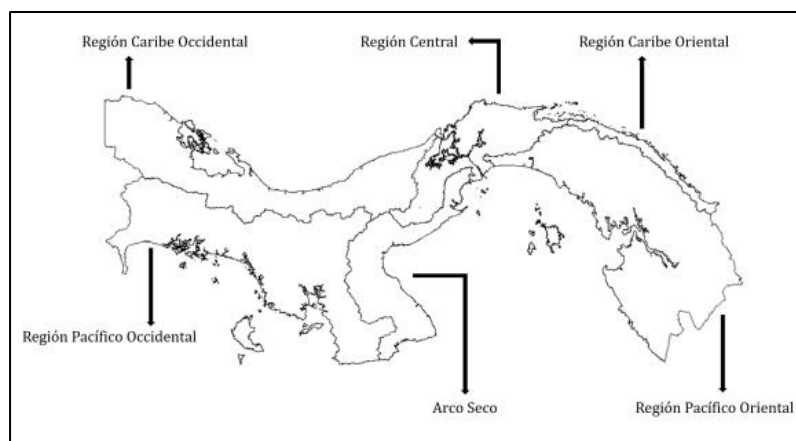 Región Caribe Occidental
Región Central
Región Caribe Oriental
Región Pacífico Occidental
Arco Seco
Región Pacífico Oriental